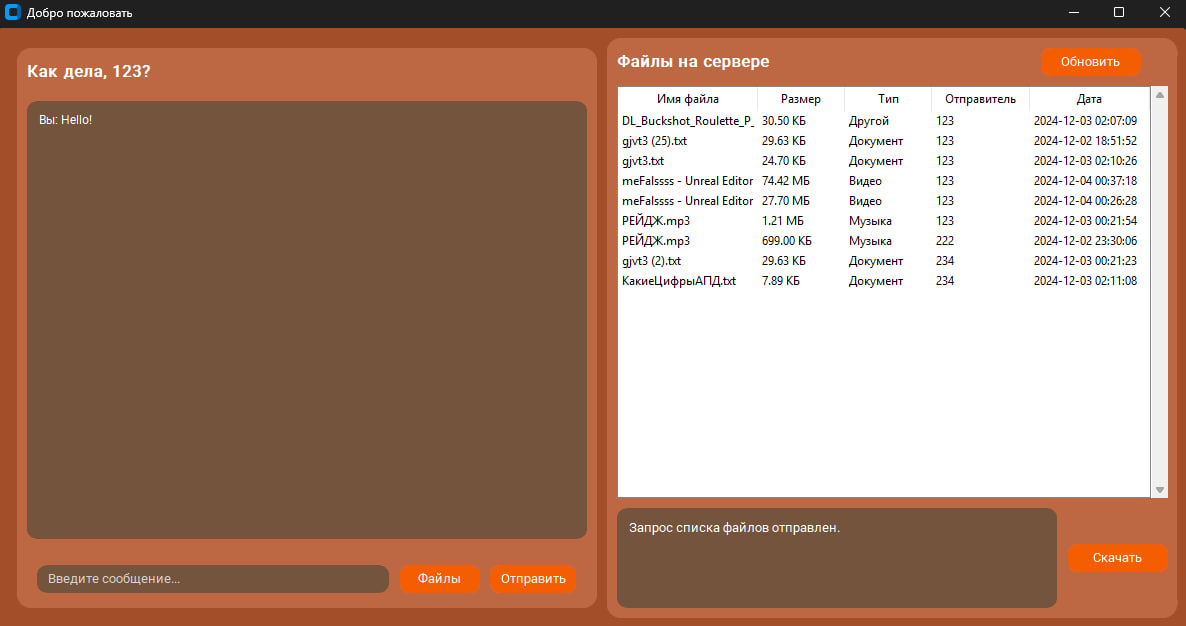 Добро пожаловать
Как дела, 123?
Вы: Hello!
Введите сообщение...
Файлы
Отправить
Файлы на сервере
Обновить
Имя файла Размер Тип Отправитель Дата
DL_Buckshot_Roulette_P_ 30.50 КБ Другой 123 2024-12-03 02:07:09
gjvt3 (25).txt 29.63 КБ Документ 123 2024-12-02 18:51:52
gjvt3.txt 24.70 КБ Документ 123 2024-12-03 02:10:26
meFalssss - Unreal Editor 74.42 МБ Видео 123 2024-12-04 00:37:18
meFalssss - Unreal Editor 27.70 МБ Видео 123 2024-12-04 00:26:28
РЕЙДЖ.mp3 1.21 МБ Музыка 123 2024-12-03 00:21:54
РЕЙДЖ.mp3 699.00 КБ Музыка 222 2024-12-02 23:30:06
gjvt3 (2).txt 29.63 КБ Документ 234 2024-12-03 00:21:23
КакиеЦифрыАПД.txt 7.89 КБ Документ 234 2024-12-03 02:11:08
Запрос списка файлов отправлен.
Скачать